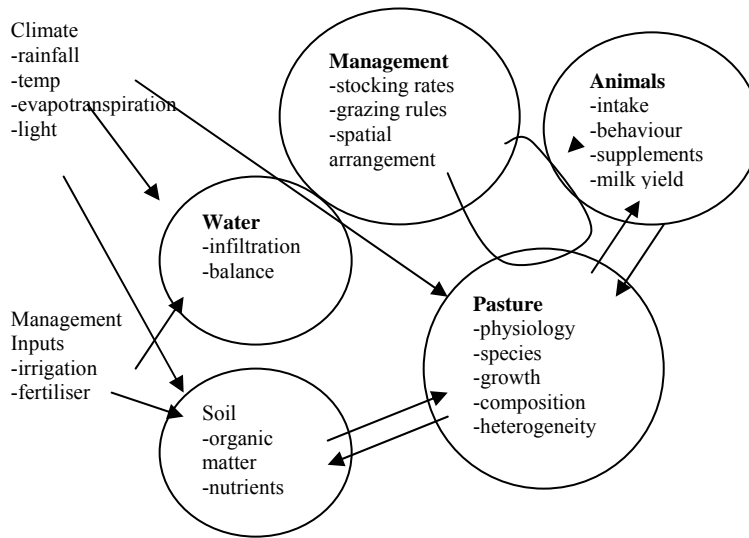 Climate
-rainfall
-temp
-evapotranspiration
-light
Management
-stocking rates
-grazing rules
-spatial
arrangement
Animals
-intake
-behaviour
-supplements
-milk yield
Water
-infiltration
-balance
Management
Inputs
-irrigation
-fertiliser
Pasture
-physiology
-species
-growth
-composition
-heterogeneity
Soil
-organic
matter
-nutrients